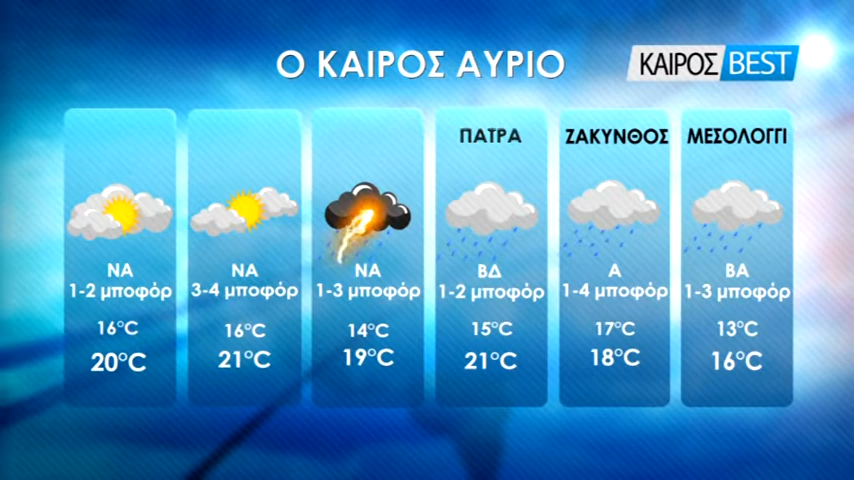 Ο ΚΑΙΡΟΣ ΑΥΡΙΟ
ΚΑΙΡΟΣ BEST
ΠΑΤΡΑ ΖΑΚΥΝΘΟΣ ΜΕΣΟΛΟΓΓΙ
ΝΑ ΝΑ ΝΑ ΒΔ Α ΒΑ
1-2 μποφόρ 3-4 μποφόρ 1-3 μποφόρ 1-2 μποφόρ 1-4 μποφόρ 1-3 μποφόρ
16°C 16°C 14°C 15°C 17°C 13°C
20°C 21°C 19°C 21°C 18°C 16°C